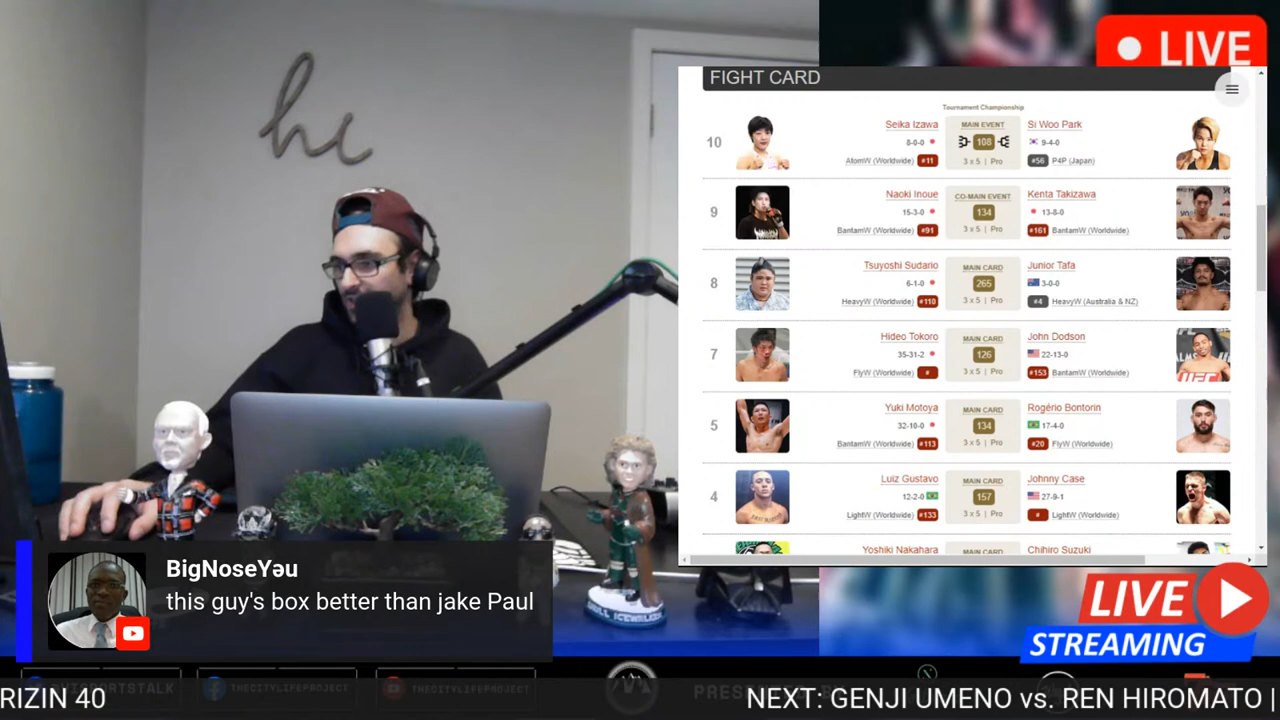 hi
LIVE
FIGHT CARD
Tournament Championship
10
Seika Izawa
8-0-0
AtomW (Worldwide) #11
MAIN EVENT
108
3 x 5 | Pro
Si Woo Park
9-4-0
#56 P4P (Japan)
9
Naoki Inoue
15-3-0
BantamW (Worldwide) #91
CO-MAIN EVENT
134
3 x 5 | Pro
Kenta Takizawa
13-8-0
#161 BantamW (Worldwide)
8
Tsuyoshi Sudario
6-1-0
HeavyW (Worldwide) #110
MAIN CARD
265
3 x 5 | Pro
Junior Tafa
3-0-0
#4 HeavyW (Australia & NZ)
7
Hideo Tokoro
35-31-2
FlyW (Worldwide) #
MAIN CARD
126
3 x 5 | Pro
John Dodson
22-13-0
#153 BantamW (Worldwide)
UFC
5
Yuki Motoya
32-10-0
BantamW (Worldwide) #113
MAIN CARD
134
3 x 5 | Pro
Rogério Bontorin
17-4-0
#20 FlyW (Worldwide)
4
Luiz Gustavo
12-2-0
LightW (Worldwide) #133
MAIN CARD
157
3 x 5 | Pro
Johnny Case
27-9-1
# LightW (Worldwide)
Yoshiki Nakahara
MAIN CARD
Chihiro Suzuki
BigNoseYəu
this guy's box better than jake Paul
LIVE
STREAMING
THECITYLIFEPROJECT
THECITYLIFEPROJECT
RIZIN 40
NEXT: GENJI UMENO vs. REN HIROMATO |